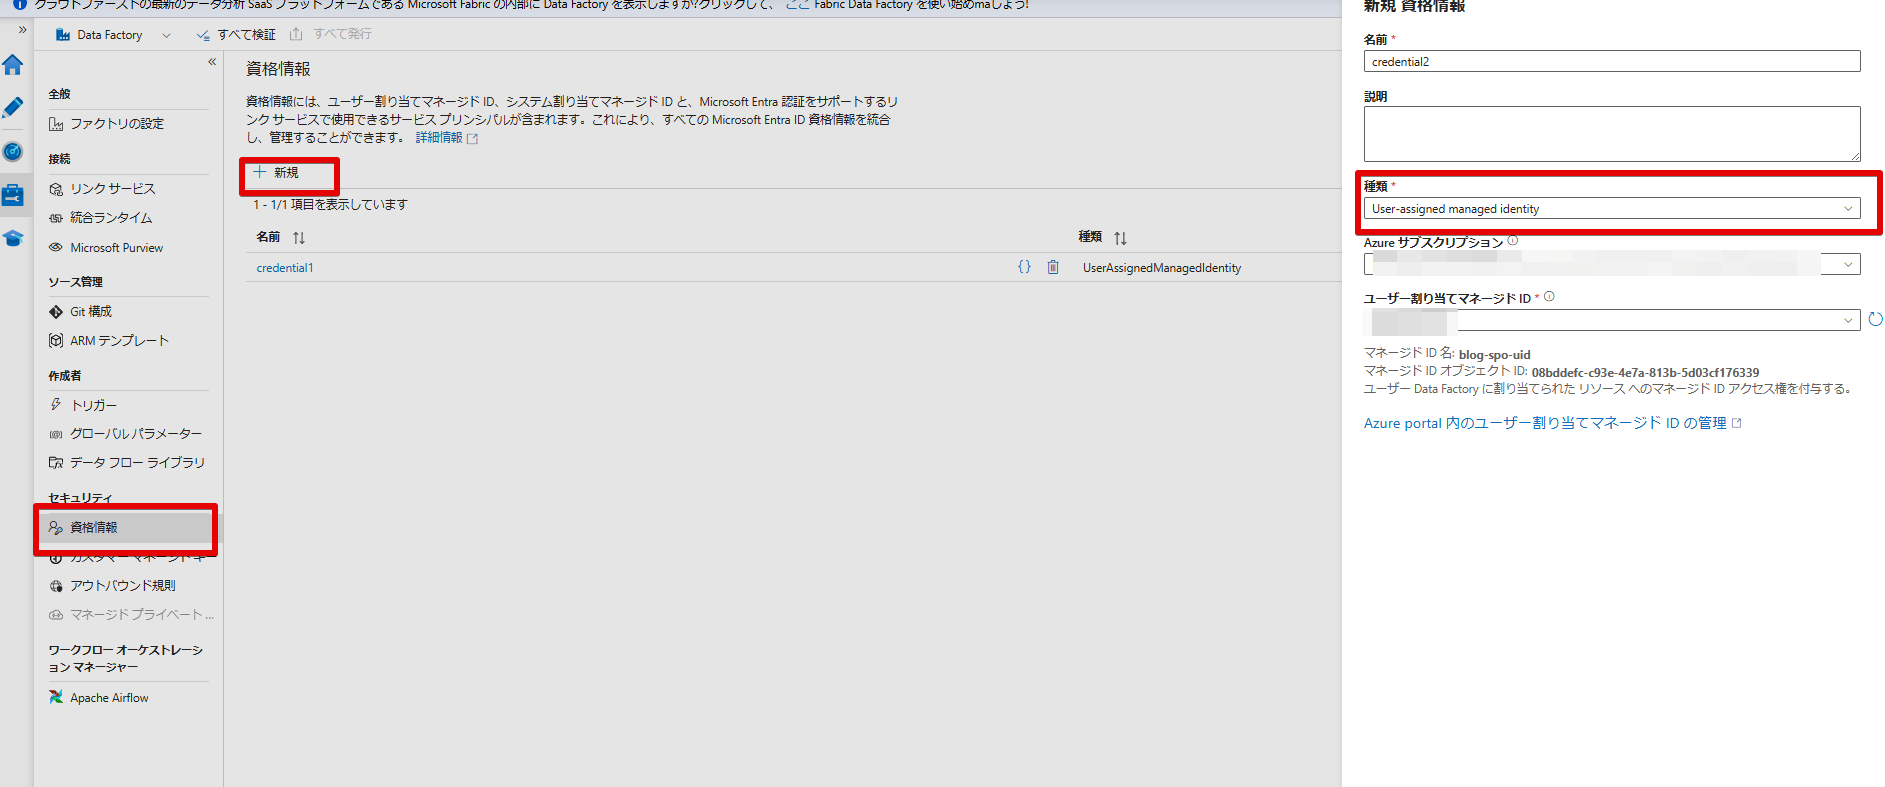 クラウドファーストの最新のデータ分析 SaaS プラットフォームである Microsoft Fabric の内部に Data Factory を表示しますか?クリックして、 ここ Fabric Data Factory を使い始めmaしょう!
Data Factory
すべて検証
すべて発行
全般
ファクトリの設定
接続
リンク サービス
統合ランタイム
Microsoft Purview
ソース管理
Git 構成
ARM テンプレート
作成者
トリガー
グローバル パラメーター
データ フロー ライブラリ
セキュリティ
資格情報
カスタマー マネージド キー
アウトバウンド規則
マネージド プライベート ...
ワークフロー オーケストレーシ
ョン マネージャー
Apache Airflow
資格情報
資格情報には、ユーザー割り当てマネージド ID、システム割り当てマネージド ID と、Microsoft Entra 認証をサポートするリ
ンク サービスで使用できるサービス プリンシパルが含まれます。これにより、すべての Microsoft Entra ID 資格情報を統合
し、管理することができます。 詳細情報
新規
1 - 1/1 項目を表示しています
名前 種類
credential1 {} UserAssignedManagedIdentity
新規 資格情報
名前 *
credential2
説明
種類 *
User-assigned managed identity
Azure サブスクリプション
ユーザー割り当てマネージド ID *
マネージド ID 名: blog-spo-uid
マネージド ID オブジェクト ID: 08bddefc-c93e-4e7a-813b-5d03cf176339
ユーザー Data Factory に割り当てられた リソース へのマネージド ID アクセス権を付与する。
Azure portal 内のユーザー割り当てマネージド ID の管理